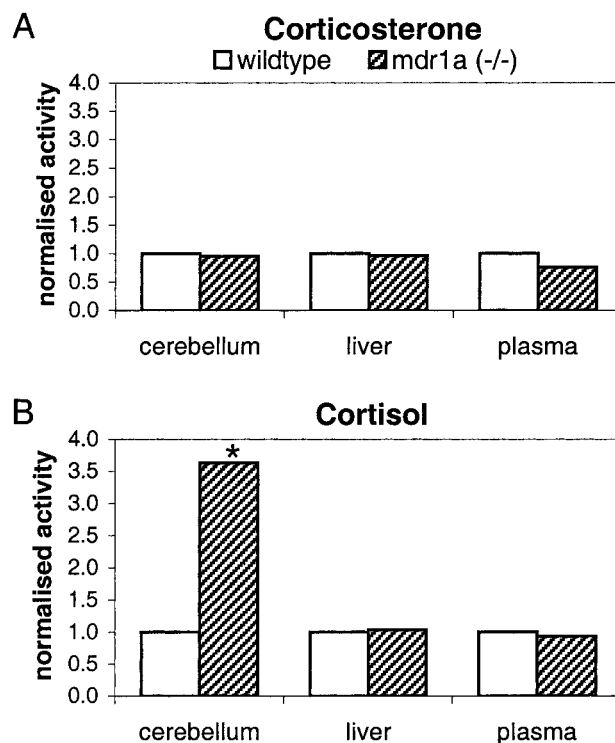 A
Corticosterone
wildtype mdr1a (-/-)
normalised activity
4.0
3.5
3.0
2.5
2.0
1.5
1.0
0.5
0.0
cerebellum liver plasma
B
Cortisol
normalised activity
4.0
3.5
3.0
2.5
2.0
1.5
1.0
0.5
0.0
*
cerebellum liver plasma